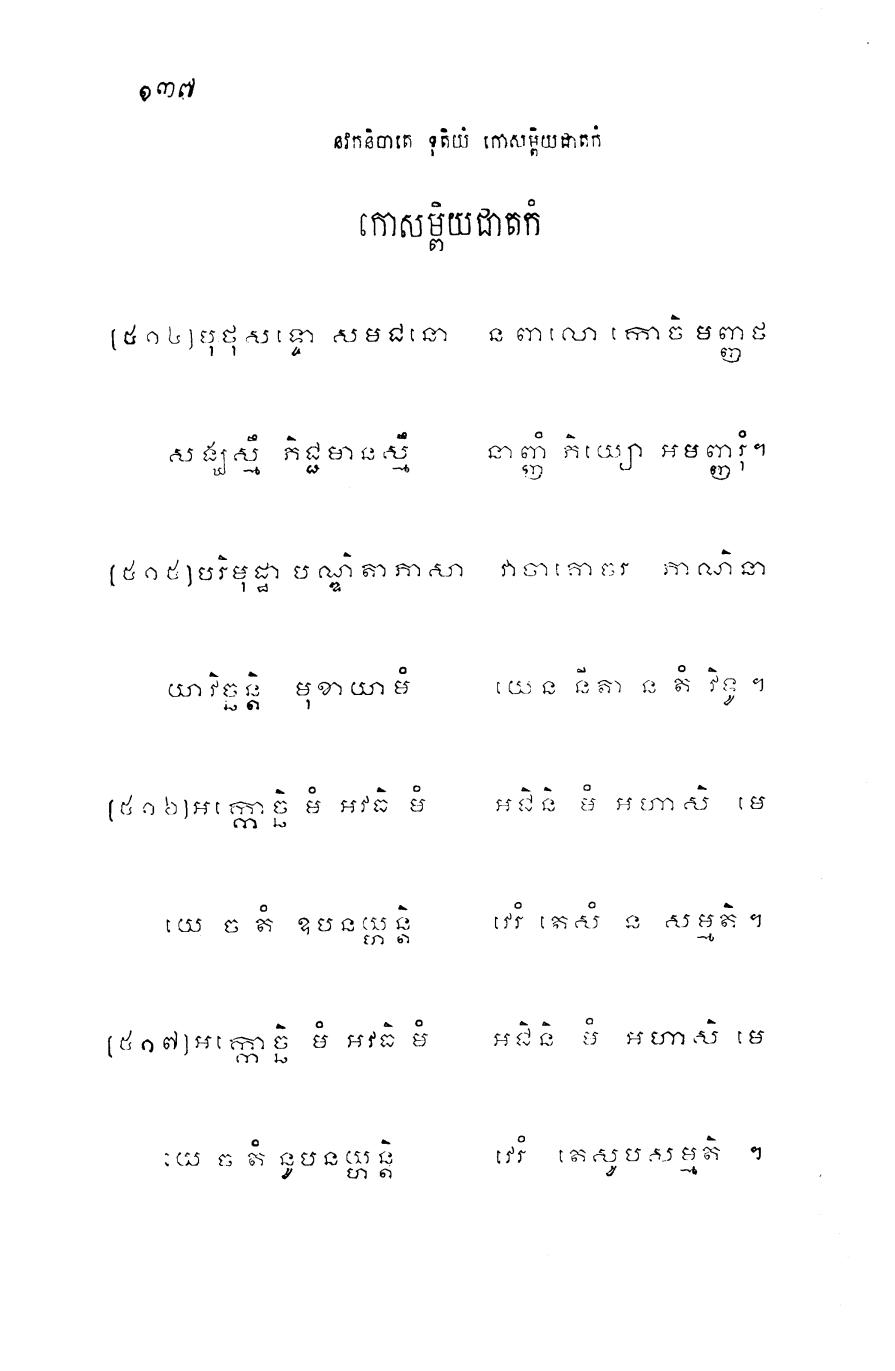 ១៣៧
នវកនិបាតេ ទុតិយំ កោសម្ពិយជាតកំ
កោសម្ពិយជាតកំ
[៥១៤]បុថុសទ្ទោ សមជនោ ន ពាលោ កោចិ មញ្ញថ
សង្ឃស្មឹ ភិជ្ជមានស្មឹ នាញ្ញំ ភិយ្យោ អមញ្ញរុំ។
[៥១៥]បរិមុដ្ឋា បណ្ឌិតាភាសា វាចាគោចរ ភាណិនា
យាវិច្ឆន្តិ មុខាយាមំ យេន នីតា ន តំ វិទូ ។
[៥១៦]អក្កោច្ឆិ មំ អវធិ មំ អជិនិ មំ អហាសិ មេ
យេ ច តំ ឧបនយ្ហន្តិ វេរំ តេសំ ន សម្មតិ ។
[៥១៧]អក្កោច្ឆិ មំ អវធិ មំ អជិនិ មំ អហាសិ មេ
យេ ច តំ នូបនយ្ហន្តិ វេរំ តេសូបសម្មតិ ។